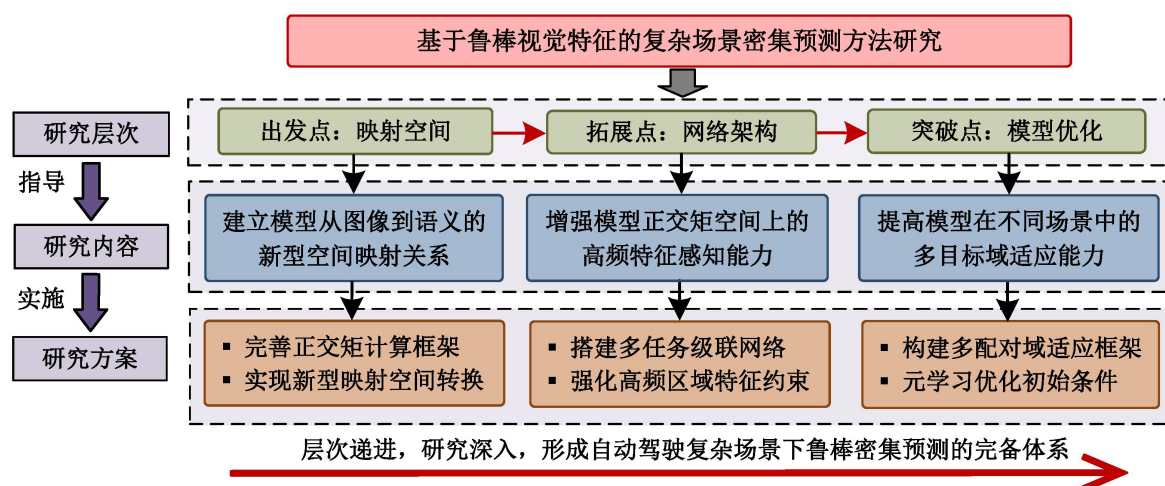 基于鲁棒视觉特征的复杂场景密集预测方法研究
研究层次
出发点：映射空间
拓展点：网络架构
突破点：模型优化
指导
研究内容
建立模型从图像到语义的
新型空间映射关系
增强模型正交矩空间上的
高频特征感知能力
提高模型在不同场景中的
多目标域适应能力
实施
研究方案
▪ 完善正交矩计算框架
▪ 实现新型映射空间转换
▪ 搭建多任务级联网络
▪ 强化高频区域特征约束
▪ 构建多配对域适应框架
▪ 元学习优化初始条件
层次递进，研究深入，形成自动驾驶复杂场景下鲁棒密集预测的完备体系